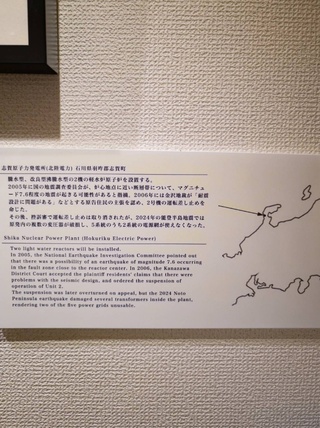 志賀原子力発電所(北陸電力) 石川県羽咋郡志賀町
沸水型、改良型沸騰水型の2機の軽水炉原子炉を設置する。
2005年に国の地震調査委員会が、炉心地点に近い断層帯について、マグニチュ
ード7.6程度の地震が起きる可能性があると指摘。2006年には金沢地裁が「耐震
設計に問題がある」などとする原告住民の主張を認め、2号機の運転差し止めを
命じた。
その後、控訴審で運転差し止めは取り消されたが、2024年の能登半島地震では
原発内の複数の変圧器が破損し、5系統のうち2系統の電源網が使えなくなった。
Shika Nuclear Power Plant (Hokuriku Electric Power)
Two light water reactors will be installed.
In 2005, the National Earthquake Investigation Committee pointed out
that there was a possibility of an earthquake of magnitude 7.6 occurring
in the fault zone close to the reactor center. In 2006, the Kanazawa
District Court accepted the plaintiff residents' claims that there were
problems with the seismic design, and ordered the suspension of
operation of Unit 2.
The suspension was later overturned on appeal, but the 2024 Noto
Peninsula earthquake damaged several transformers inside the plant,
rendering two of the five power grids unusable.